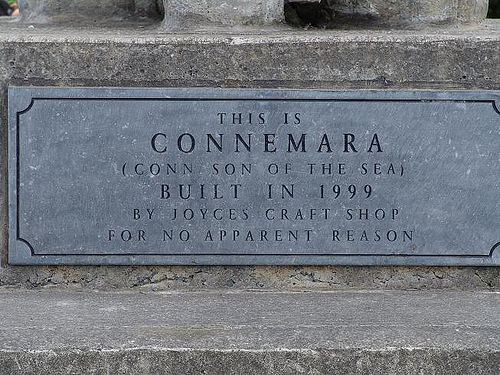 THIS IS
CONNEMARA
(CONN SON OF THE SEA)
BUILT IN 1999
BY JOYCES CRAFT SHOP
FOR NO APPARENT REASON